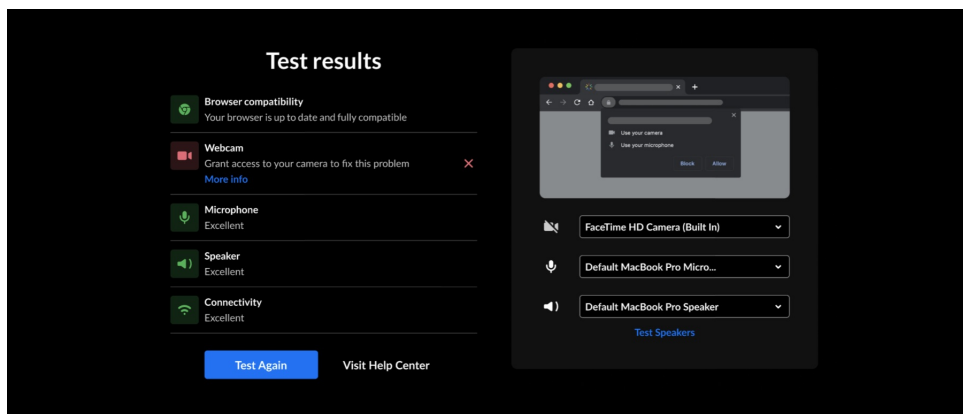 Test results
Browser compatibility
Your browser is up to date and fully compatible
Webcam
Grant access to your camera to fix this problem
More info
Microphone
Excellent
Speaker
Excellent
Connectivity
Excellent
Test Again
Visit Help Center
Use your camera
Use your microphone
Block
Allow
FaceTime HD Camera (Built In)
Default MacBook Pro Micro...
Default MacBook Pro Speaker
Test Speakers